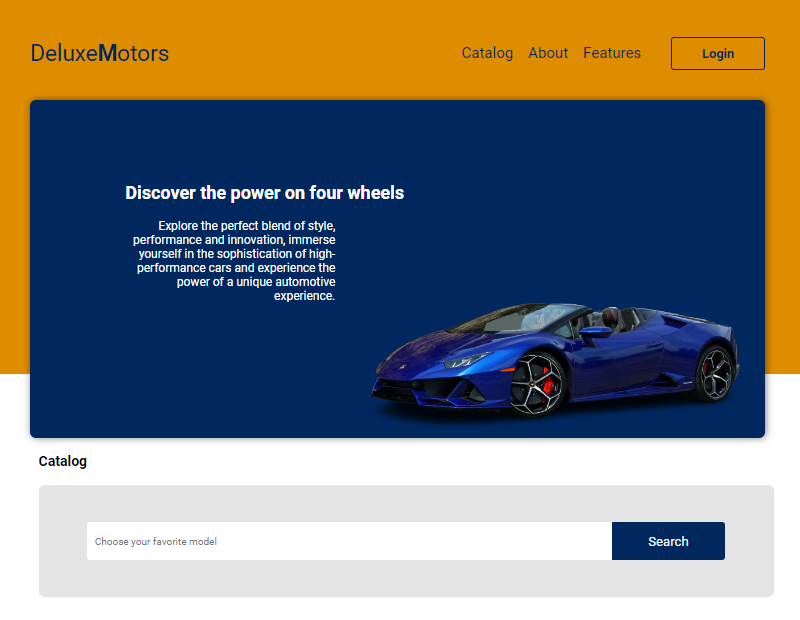 DeluxeMotors
Catalog About Features Login
Discover the power on four wheels
Explore the perfect blend of style,
performance and innovation, immerse
yourself in the sophistication of high-
performance cars and experience the
power of a unique automotive
experience.
Catalog
Choose your favorite model Search